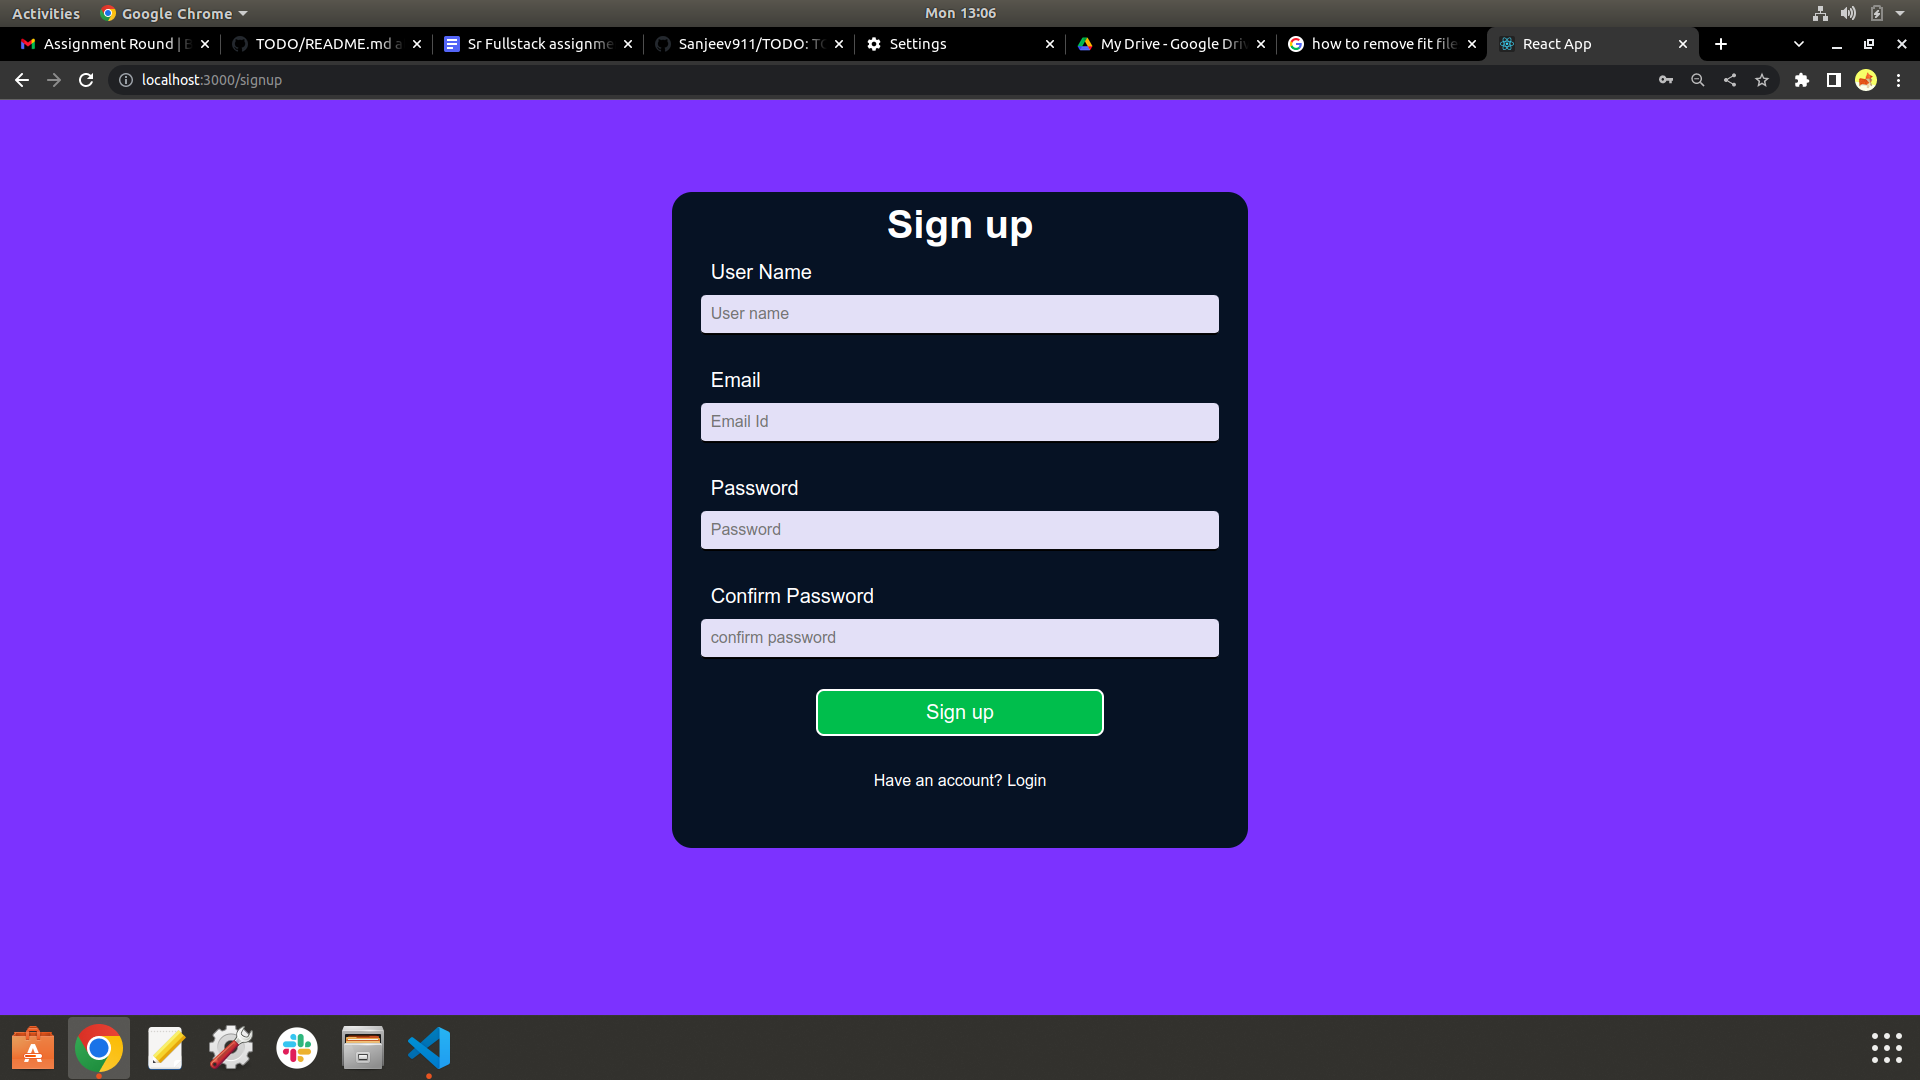 Activities
Google Chrome
Mon 13:06
Assignment Round |
TODO/README.md
Sr Fullstack assignme
Sanjeev911/TODO:
Settings
My Drive - Google
how to remove fit file
React App
localhost:3000/signup
Sign up
User Name
User name
Email
Email Id
Password
Password
Confirm Password
confirm password
Sign up
Have an account? Login